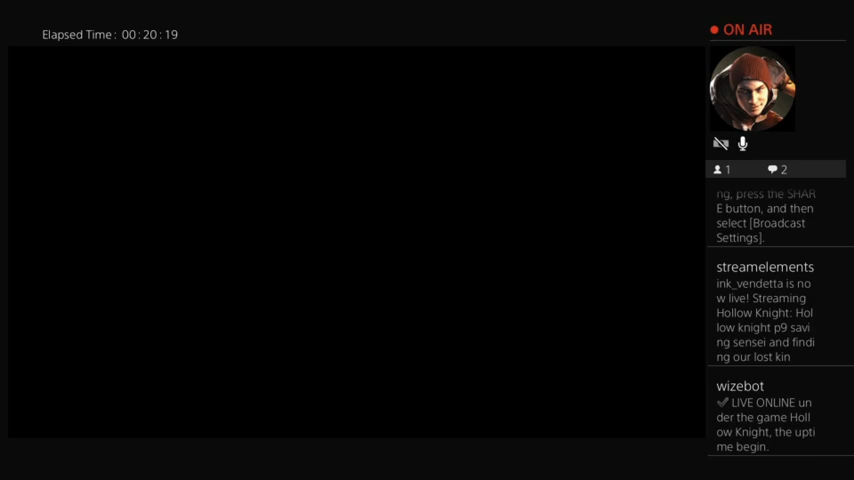 Elapsed Time: 00:20:19
ON AIR
1 2
ng, press the SHAR
E button, and then
select [Broadcast
Settings].
streamelements
ink_vendetta is no
w live! Streaming
Hollow Knight: Hol
low knight p9 savi
ng sensei and findi
ng our lost kin
wizebot
✔ LIVE ONLINE un
der the game Holl
ow Knight, the upti
me begin.